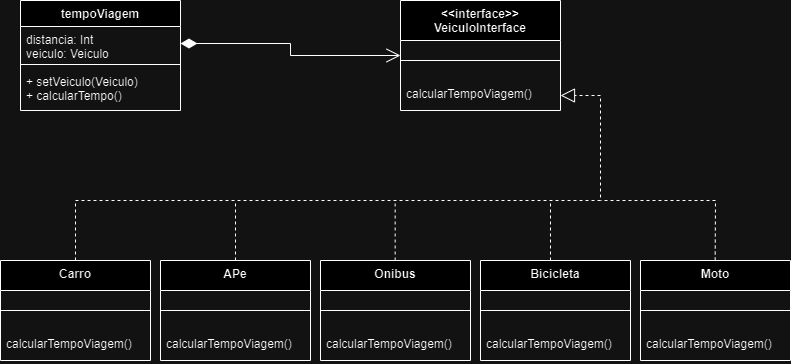 tempoViagem
distancia: Int
veiculo: Veiculo
+ setVeiculo(Veiculo)
+ calcularTempo()
<<interface>>
VeiculoInterface
calcularTempoViagem()
Carro
calcularTempoViagem()
APe
calcularTempoViagem()
Onibus
calcularTempoViagem()
Bicicleta
calcularTempoViagem()
Moto
calcularTempoViagem()